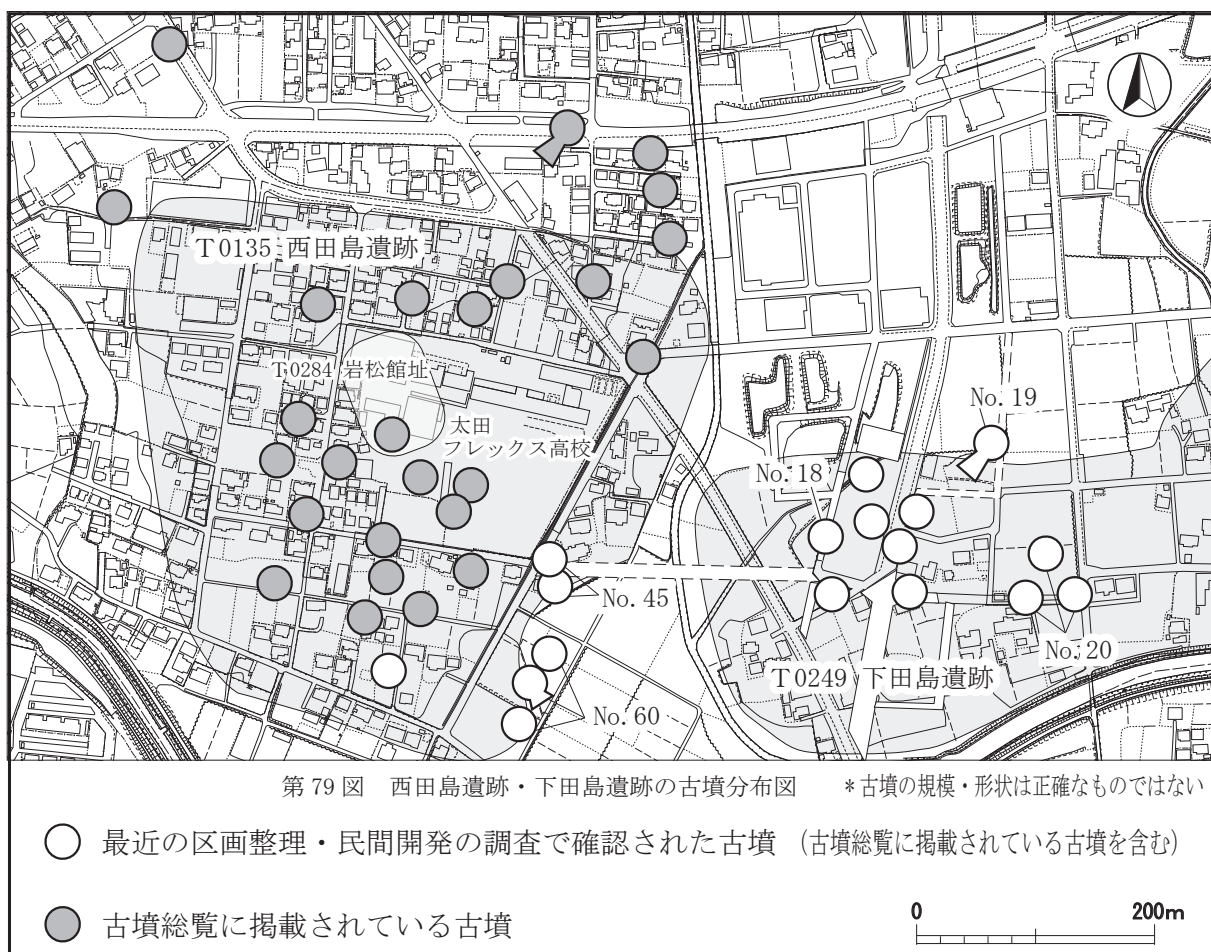 T0135 西田島遺跡
T0284 岩松館址
太田
フレックス高校
No. 19
No. 18
No. 45
No. 20
T0249 下田島遺跡
No. 60
第79図 西田島遺跡・下田島遺跡の古墳分布図 *古墳の規模・形状は正確なものではない
最近の区画整理・民間開発の調査で確認された古墳 (古墳総覧に掲載されている古墳を含む)
古墳総覧に掲載されている古墳
0 200m